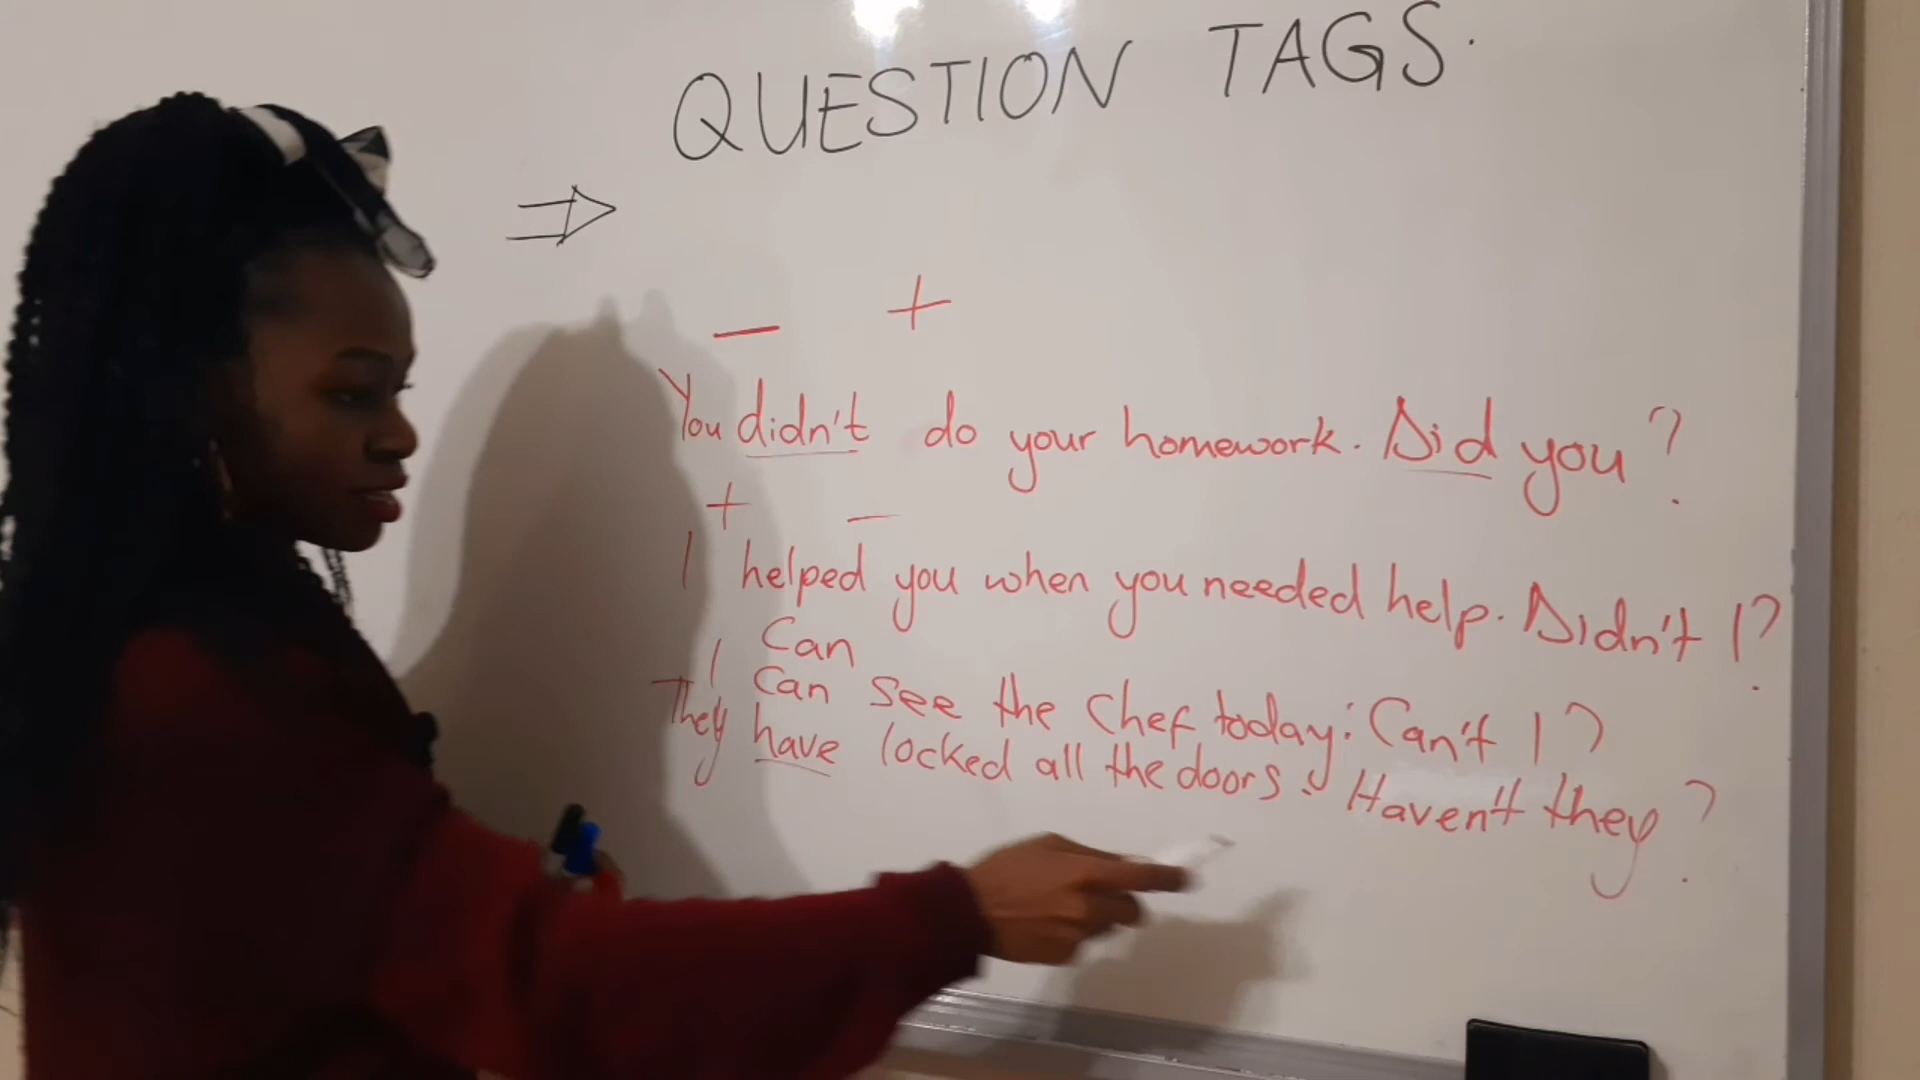 QUESTION TAGS.
⇒
− +
You didn't do your homework. Did you?
+ −
I helped you when you needed help. Didn't I?
Can
I Can see the Chef today. Can't I?
They have locked all the doors. Haven't they?